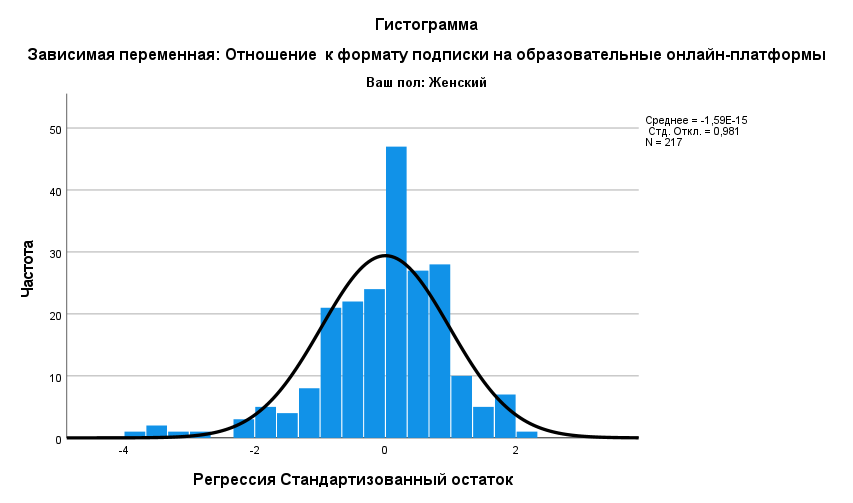 Гистограмма
Зависимая переменная: Отношение к формату подписки на образовательные онлайн-платформы
Ваш пол: Женский
Среднее = -1,59E-15
Стд. Откл. = 0,981
N = 217
Частота
50
40
30
20
10
0
-4
-2
0
2
Регрессия Стандартизованный остаток